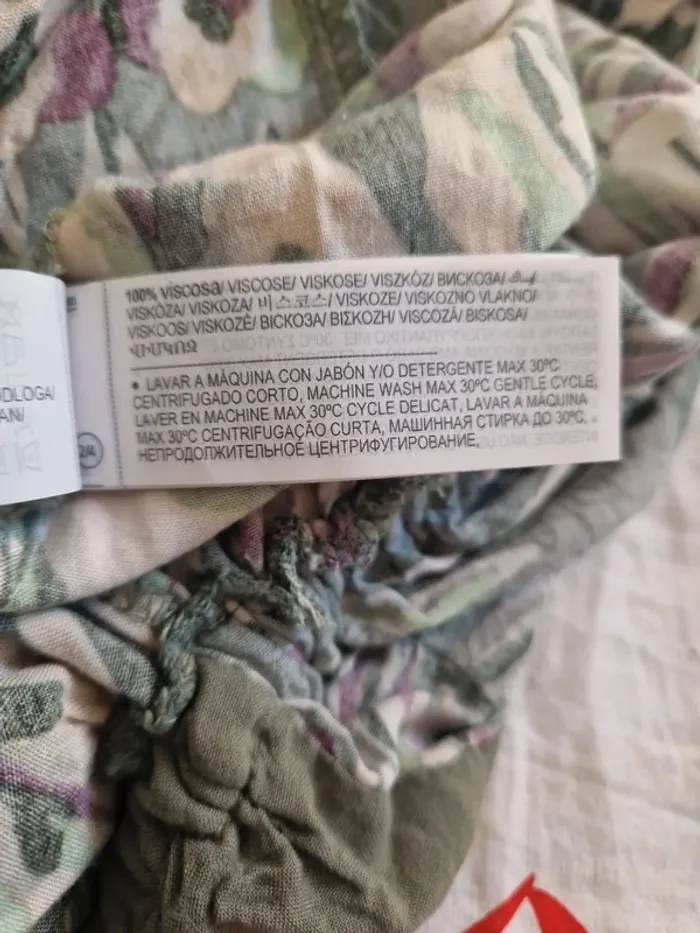 100% viscosa/ VISCOSE/ VISKOSE/ VISZKÓZ/ ВИСКОЗА/
VISKÓZA/ VISKOZA/ 비스코스/ VISKOZE/ VISKOZNO VLAKNO/
VISKOOS/ VISKOZĖ/ ВІСКОЗА/ ΒΙΣΚΟΖΗ/ VISCOZĂ/ BISKOSA/
ՎԻՍԿՈԶ
• LAVAR A MÁQUINA CON JABÓN Y/O DETERGENTE MAX 30ºC
CENTRIFUGADO CORTO, MACHINE WASH MAX 30ºC GENTLE CYCLE,
LAVER EN MACHINE MAX 30ºC CYCLE DELICAT, LAVAR A MÁQUINA
MAX 30ºC CENTRIFUGAÇÃO CURTA, МАШИННАЯ СТИРКА ДО 30ºC. -
НЕПРОДОЛЖИТЕЛЬНОЕ ЦЕНТРИФУГИРОВАНИЕ,
DLOGA/
AN/
2/4